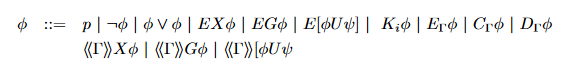 ϕ ::= p | ¬ϕ | ϕ ∨ ϕ | EXϕ | EGϕ | E[ϕUψ] | K_iϕ | E_Γϕ | C_Γϕ | D_Γϕ
⟪Γ⟫Xϕ | ⟪Γ⟫Gϕ | ⟪Γ⟫[ϕUψ